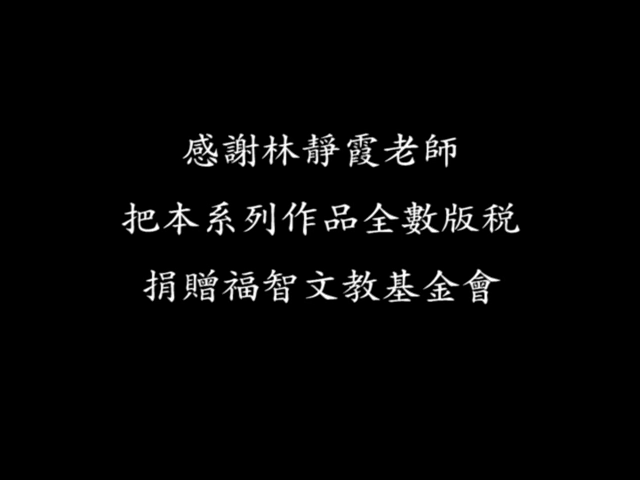 感謝林靜霞老師
把本系列作品全數版稅
捐贈福智文教基金會